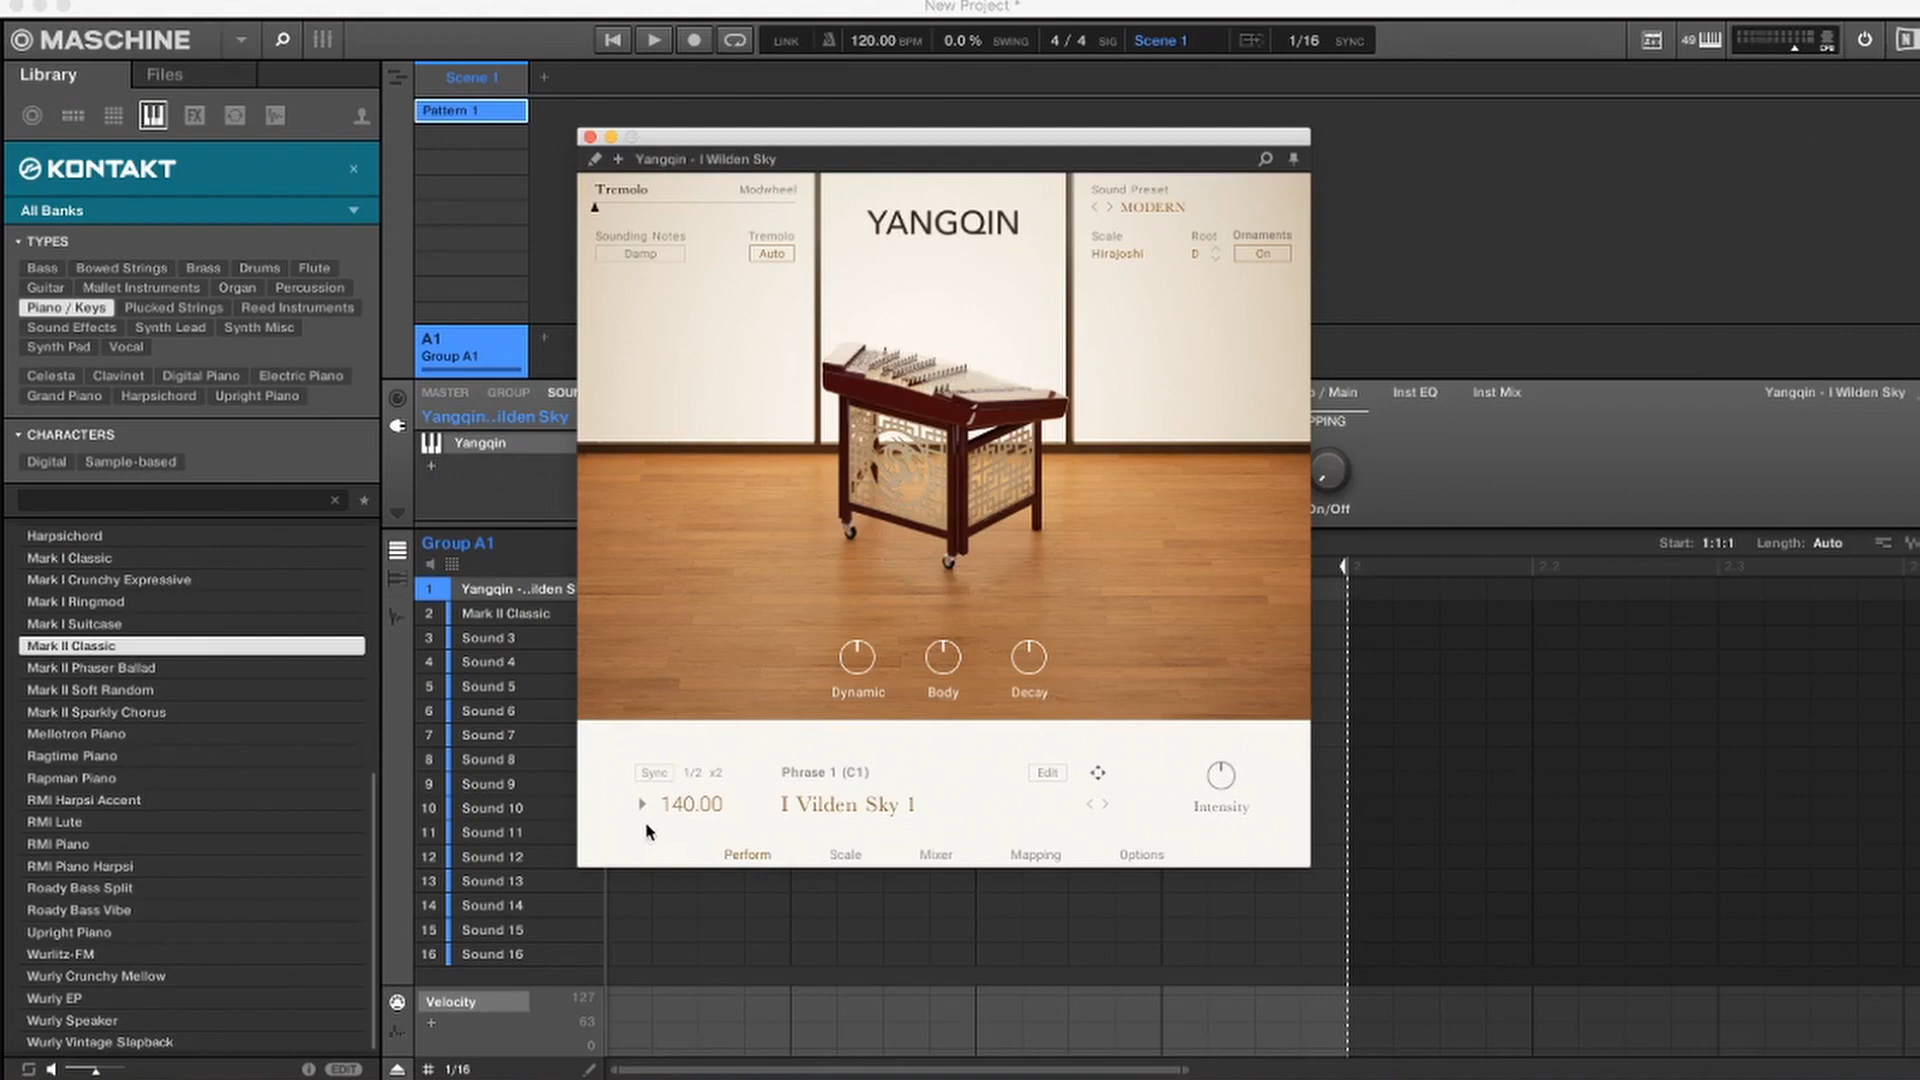 New Project *
MASCHINE
LINK 120.00 BPM 0.0% SWING 4 / 4 SIG Scene 1 1/16 SYNC
49
CPU
Library Files
FX
KONTAKT
All Banks
TYPES
Bass Bowed Strings Brass Drums Flute
Guitar Mallet Instruments Organ Percussion
Piano / Keys Plucked Strings Reed Instruments
Sound Effects Synth Lead Synth Misc
Synth Pad Vocal
Celesta Clavinet Digital Piano Electric Piano
Grand Piano Harpsichord Upright Piano
CHARACTERS
Digital Sample-based
Harpsichord
Mark I Classic
Mark I Crunchy Expressive
Mark I Ringmod
Mark I Suitcase
Mark II Classic
Mark II Phaser Ballad
Mark II Soft Random
Mark II Sparkly Chorus
Mellotron Piano
Ragtime Piano
Rapman Piano
RMI Harpsi Accent
RMI Lute
RMI Piano
RMI Piano Harpsi
Roady Bass Split
Roady Bass Vibe
Upright Piano
Wurlitz-FM
Wurly Crunchy Mellow
Wurly EP
Wurly Speaker
Wurly Vintage Slapback
EDIT
Scene 1 +
Pattern 1
A1
Group A1
MASTER GROUP SOU
Yangqin..ilden Sky
Yangqin
Group A1
1 Yangqin -..ilden S
2 Mark II Classic
3 Sound 3
4 Sound 4
5 Sound 5
6 Sound 6
7 Sound 7
8 Sound 8
9 Sound 9
10 Sound 10
11 Sound 11
12 Sound 12
13 Sound 13
14 Sound 14
15 Sound 15
16 Sound 16
Velocity 127
63
0
1/16
Yangqin - I Wilden Sky
Tremolo Modwheel
Sounding Notes Tremolo
Damp Auto
YANGQIN
Sound Preset
MODERN
Scale Root Ornaments
Hirajoshi D On
Dynamic Body Decay
Sync 1/2 x2 Phrase 1 (C1) Edit
140.00 I Vilden Sky 1
Intensity
Perform Scale Mixer Mapping Options
/ Main Inst EQ Inst Mix Yangqin - I Wilden Sky
PPING
On/Off
Start: 1:1:1 Length: Auto
2 2.2 2.3